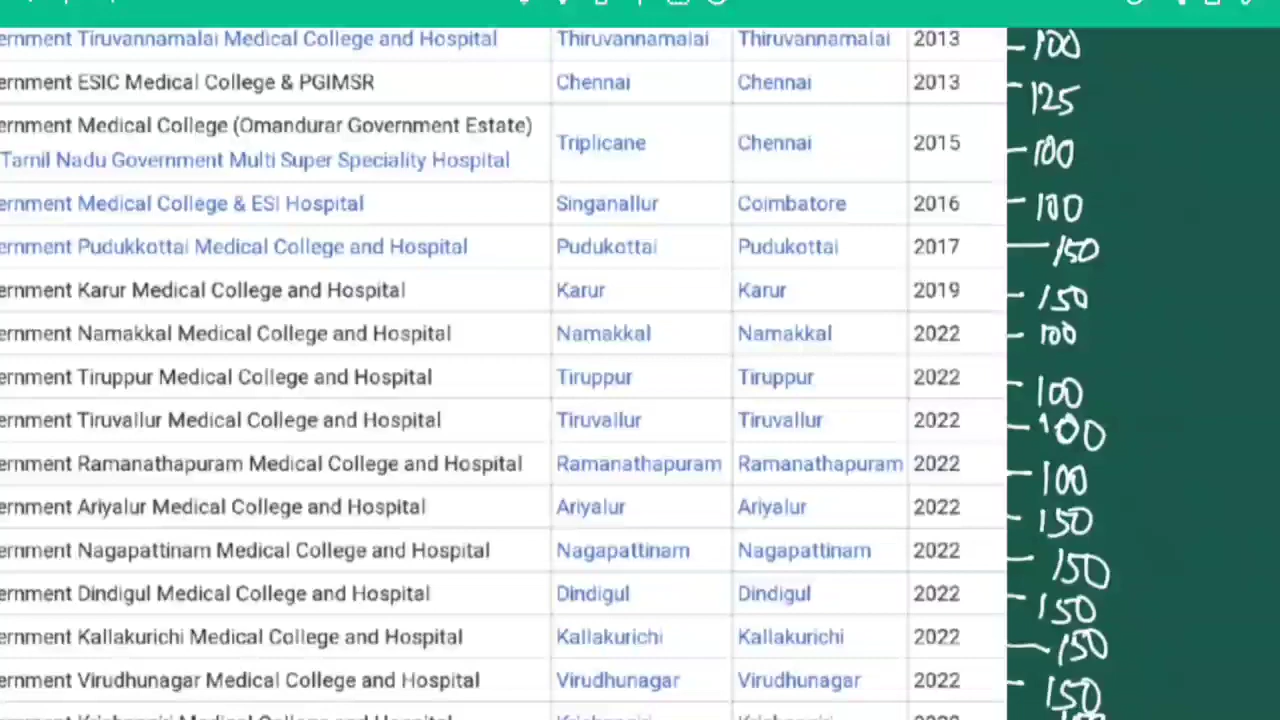 ernment Tiruvannamalai Medical College and Hospital Thiruvannamalai Thiruvannamalai 2013 - 100
ernment ESIC Medical College & PGIMSR Chennai Chennai 2013 - 125
ernment Medical College (Omandurar Government Estate)
Tamil Nadu Government Multi Super Speciality Hospital Triplicane Chennai 2015 - 100
ernment Medical College & ESI Hospital Singanallur Coimbatore 2016 - 100
ernment Pudukkottai Medical College and Hospital Pudukottai Pudukottai 2017 - 150
ernment Karur Medical College and Hospital Karur Karur 2019 - 150
ernment Namakkal Medical College and Hospital Namakkal Namakkal 2022 - 100
ernment Tiruppur Medical College and Hospital Tiruppur Tiruppur 2022 - 100
ernment Tiruvallur Medical College and Hospital Tiruvallur Tiruvallur 2022 - 100
ernment Ramanathapuram Medical College and Hospital Ramanathapuram Ramanathapuram 2022 - 100
ernment Ariyalur Medical College and Hospital Ariyalur Ariyalur 2022 - 150
ernment Nagapattinam Medical College and Hospital Nagapattinam Nagapattinam 2022 - 150
ernment Dindigul Medical College and Hospital Dindigul Dindigul 2022 - 150
ernment Kallakurichi Medical College and Hospital Kallakurichi Kallakurichi 2022 - 150
ernment Virudhunagar Medical College and Hospital Virudhunagar Virudhunagar 2022 - 150